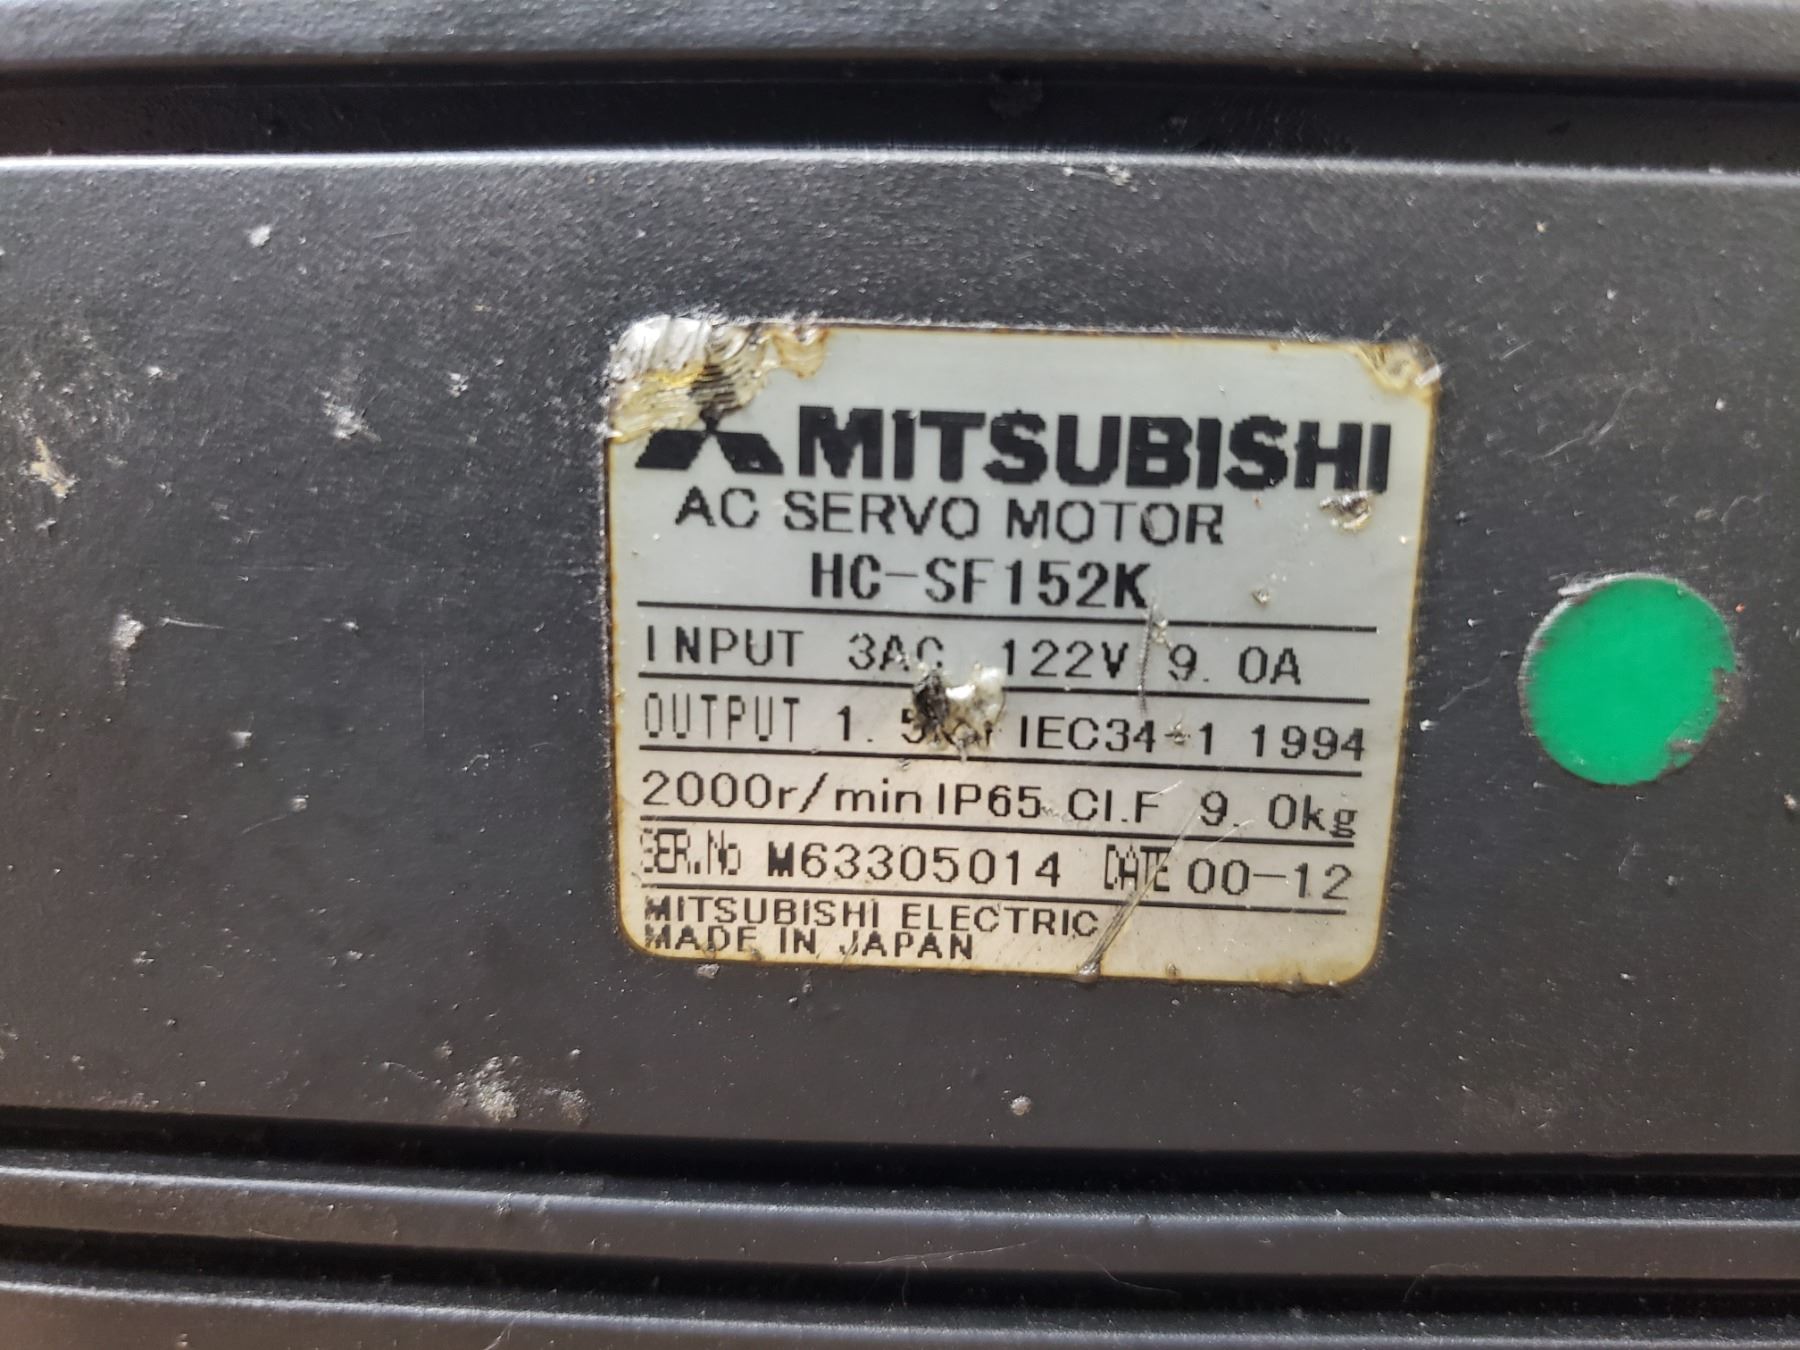 MITSUBISHI
AC SERVO MOTOR
HC-SF152K
INPUT 3AC 122V 9.0A
OUTPUT 1.5kW IEC34-1 1994
2000r/min IP65 CI.F 9.0kg
SER.No M63305014 DATE 00-12
MITSUBISHI ELECTRIC
MADE IN JAPAN